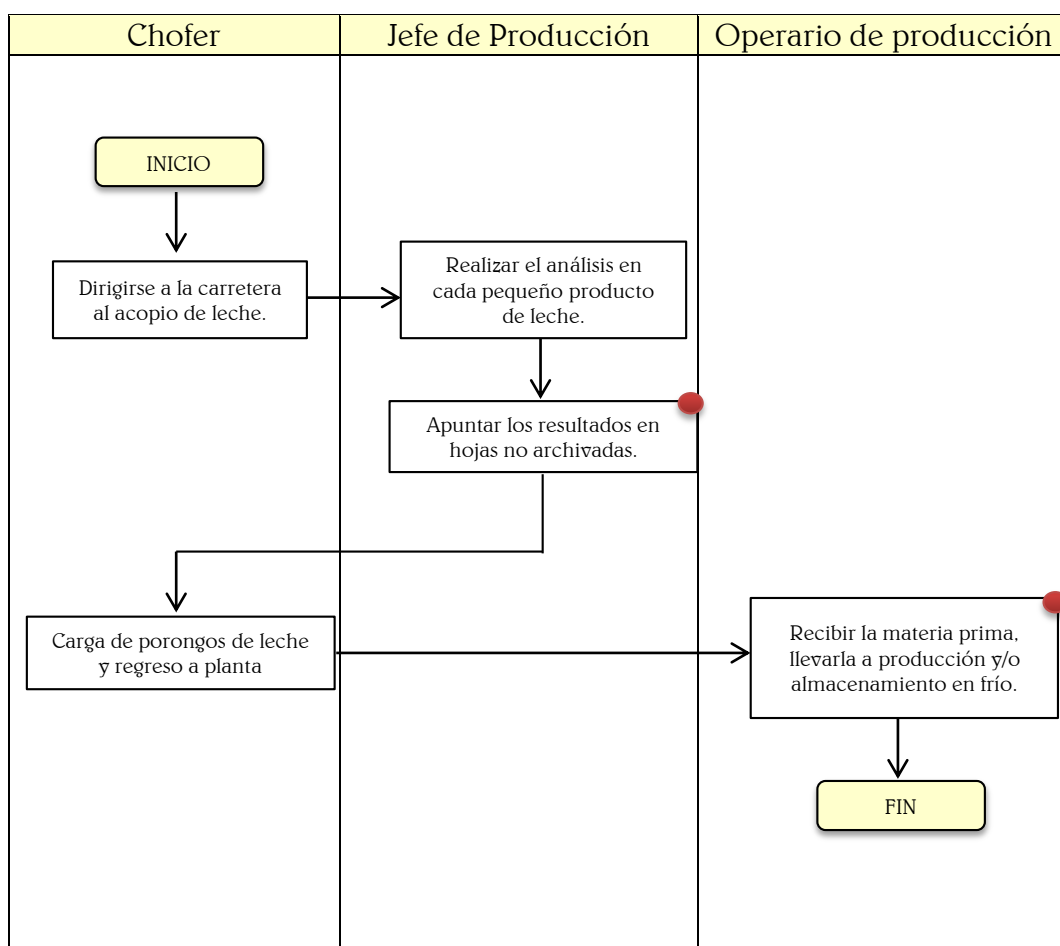 Chofer
Jefe de Producción
Operario de producción
INICIO
Dirigirse a la carretera
al acopio de leche.
Realizar el análisis en
cada pequeño producto
de leche.
Apuntar los resultados en
hojas no archivadas.
Carga de porongos de leche
y regreso a planta
Recibir la materia prima,
llevarla a producción y/o
almacenamiento en frío.
FIN